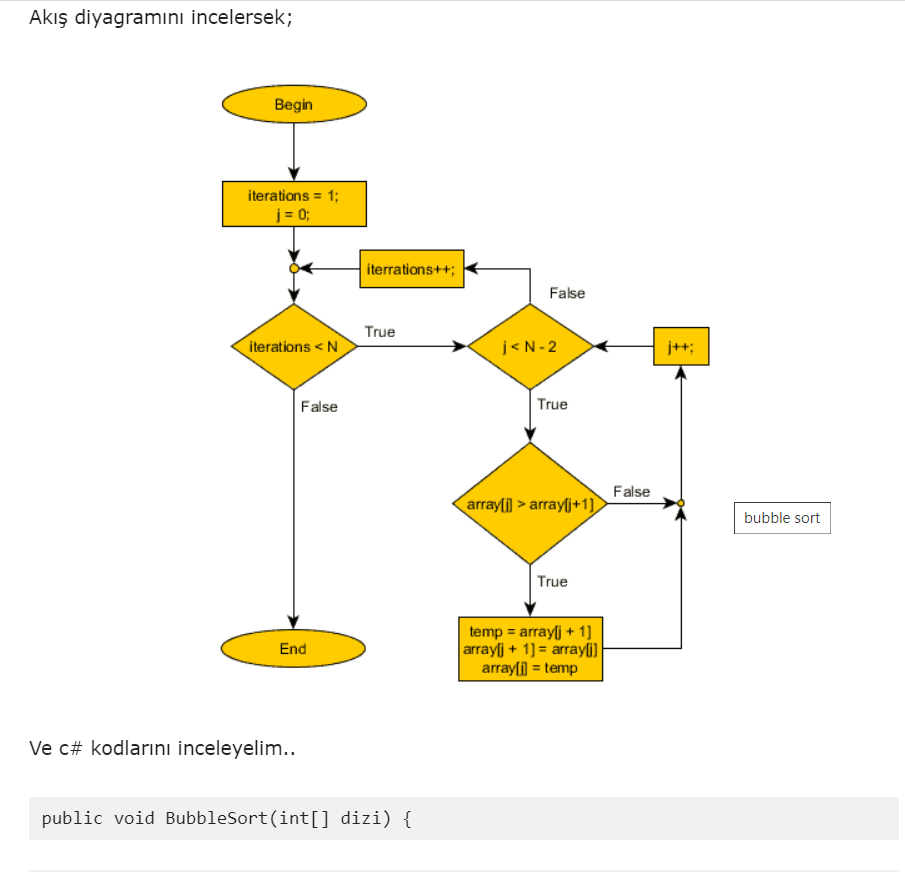 Akış diyagramını incelersek;
Begin
iterations = 1;
j = 0;
iterrations++;
False
iterations < N
True
j < N - 2
j++;
False
True
array[j] > array[j+1]
False
bubble sort
True
temp = array[j + 1]
array[j + 1] = array[j]
array[j] = temp
End
Ve c# kodlarını inceleyelim..
public void BubbleSort(int[] dizi) {